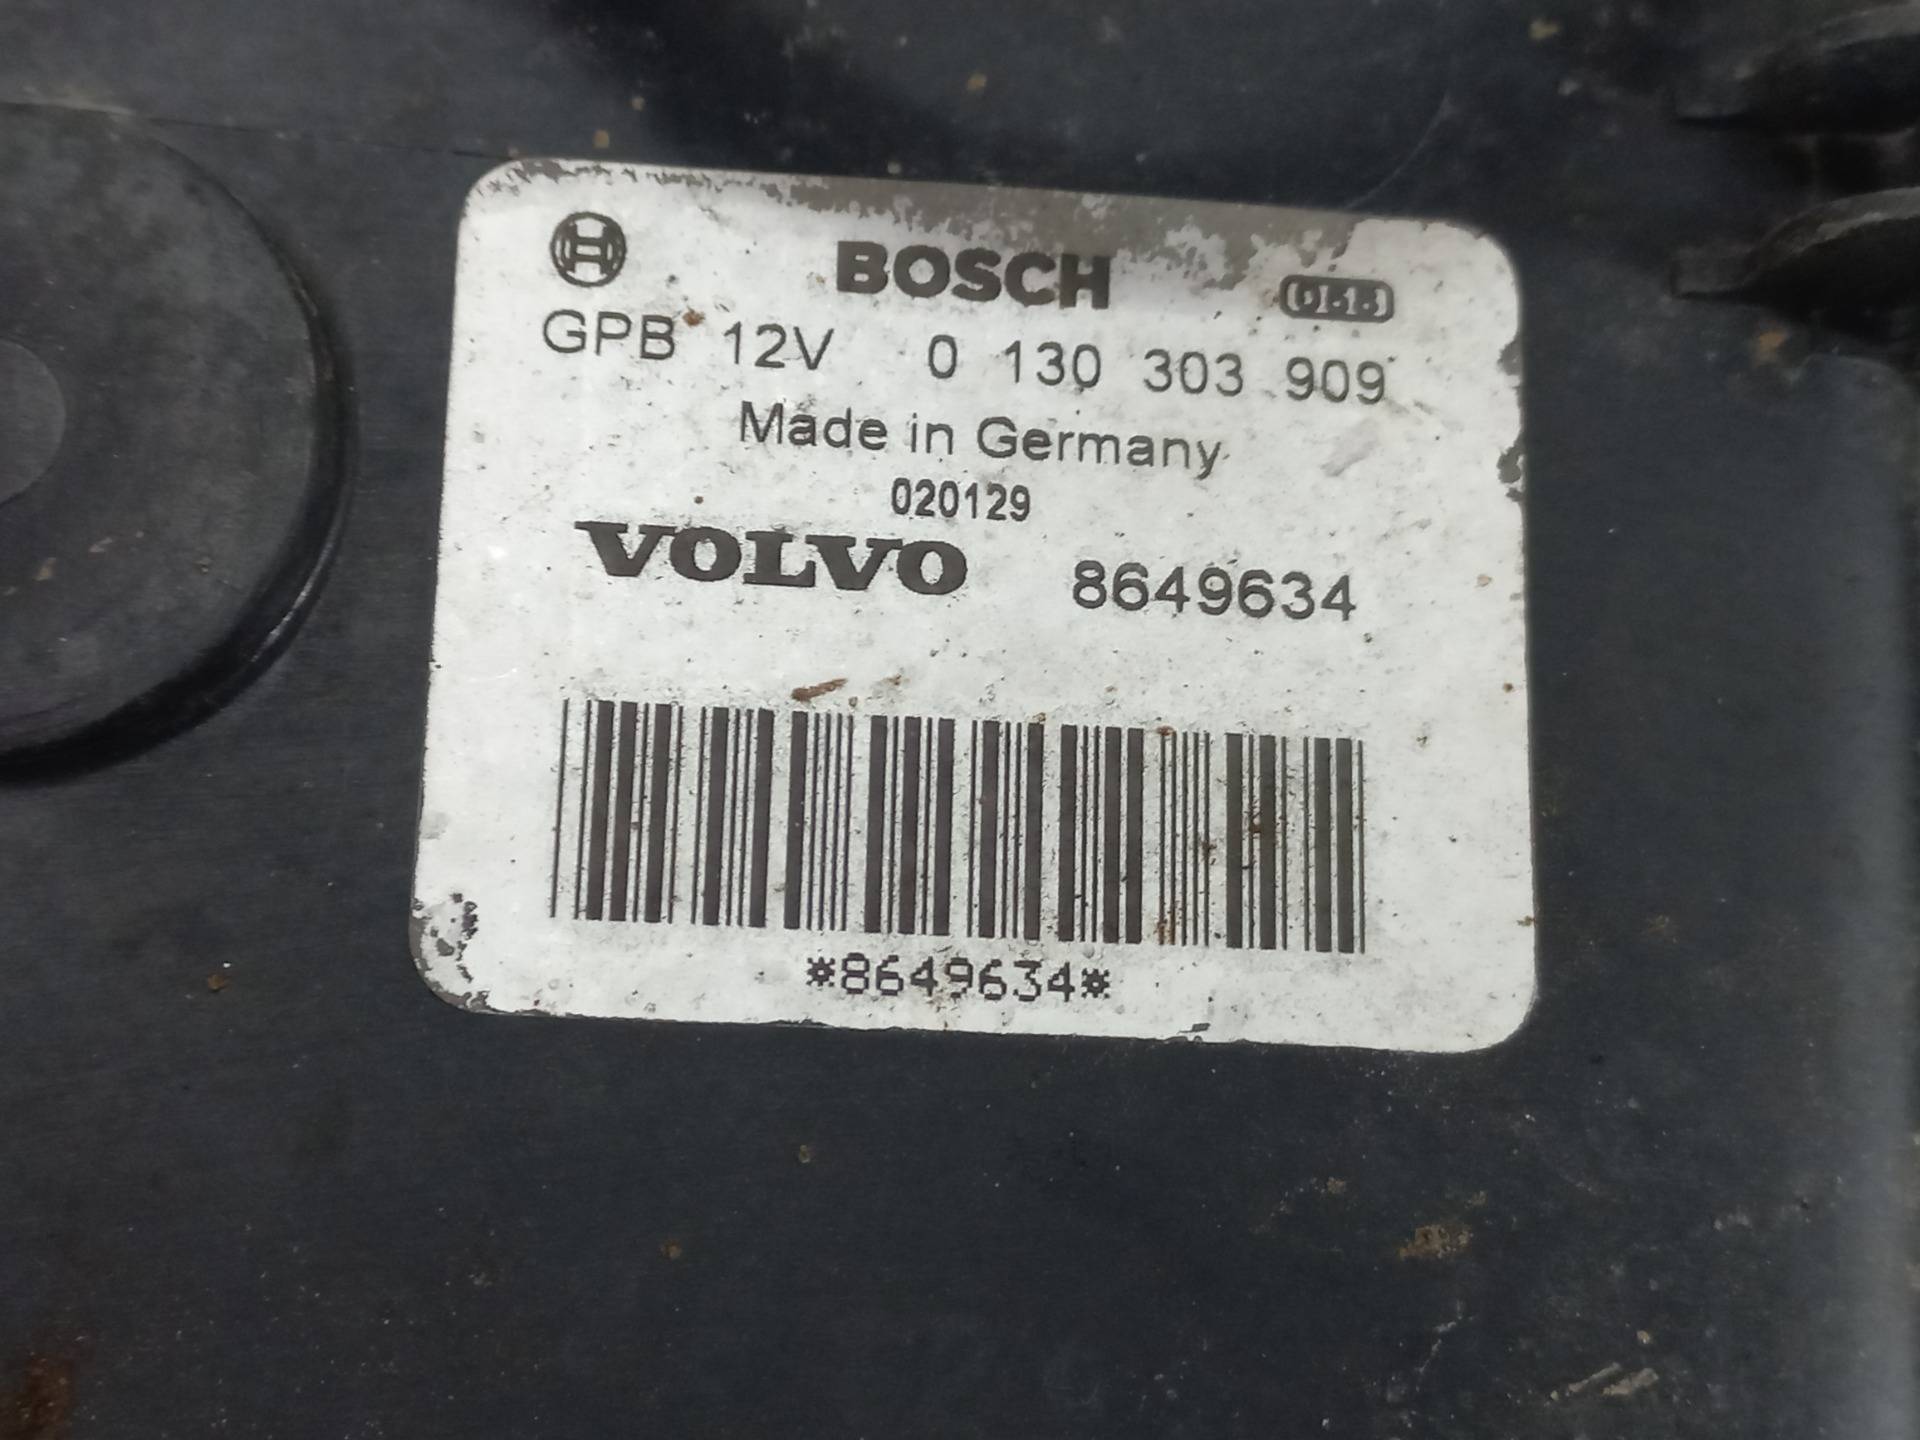 BOSCH
GPB 12V 0 130 303 909
Made in Germany
020129
VOLVO 8649634
*8649634*